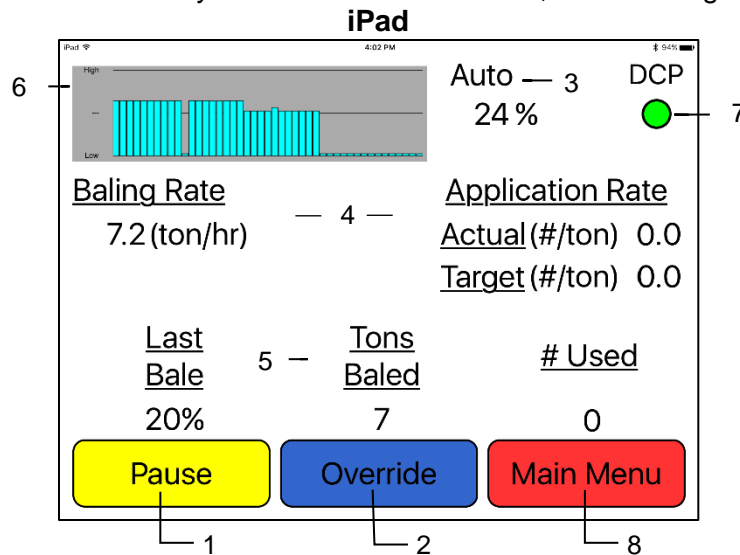 iPad
iPad 4:02 PM 94%
High
Low
Auto 3 DCP
24 %
6
7
Baling Rate Application Rate
4
7.2 (ton/hr) Actual (#/ton) 0.0
Target (#/ton) 0.0
Last Bale 5 Tons Baled # Used
20% 7 0
Pause Override Main Menu
1 2 8